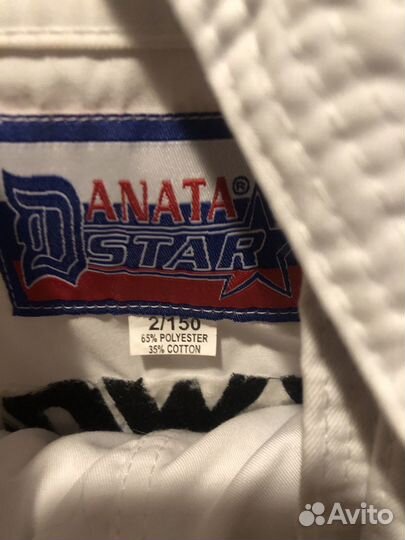 DANATA®
STAR
2/150
65% POLYESTER
35% COTTON
Avito